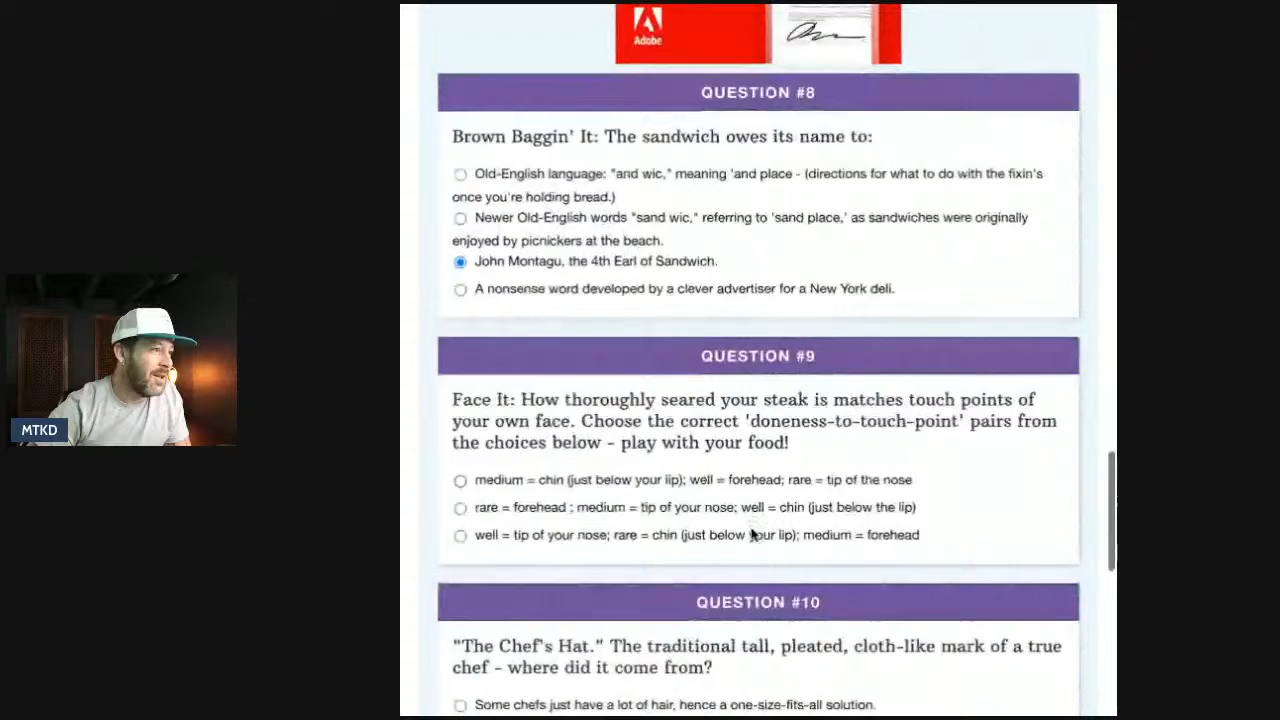 Adobe
QUESTION #8
Brown Baggin' It: The sandwich owes its name to:
Old-English language: "and wic," meaning 'and place - (directions for what to do with the fixin's
once you're holding bread.)
Newer Old-English words "sand wic," referring to 'sand place,' as sandwiches were originally
enjoyed by picnickers at the beach.
John Montagu, the 4th Earl of Sandwich.
A nonsense word developed by a clever advertiser for a New York deli.
QUESTION #9
Face It: How thoroughly seared your steak is matches touch points of
your own face. Choose the correct 'doneness-to-touch-point' pairs from
the choices below - play with your food!
medium = chin (just below your lip); well = forehead; rare = tip of the nose
rare = forehead ; medium = tip of your nose; well = chin (just below the lip)
well = tip of your nose; rare = chin (just below your lip); medium = forehead
MTKD
QUESTION #10
"The Chef's Hat." The traditional tall, pleated, cloth-like mark of a true
chef - where did it come from?
Some chefs just have a lot of hair, hence a one-size-fits-all solution.